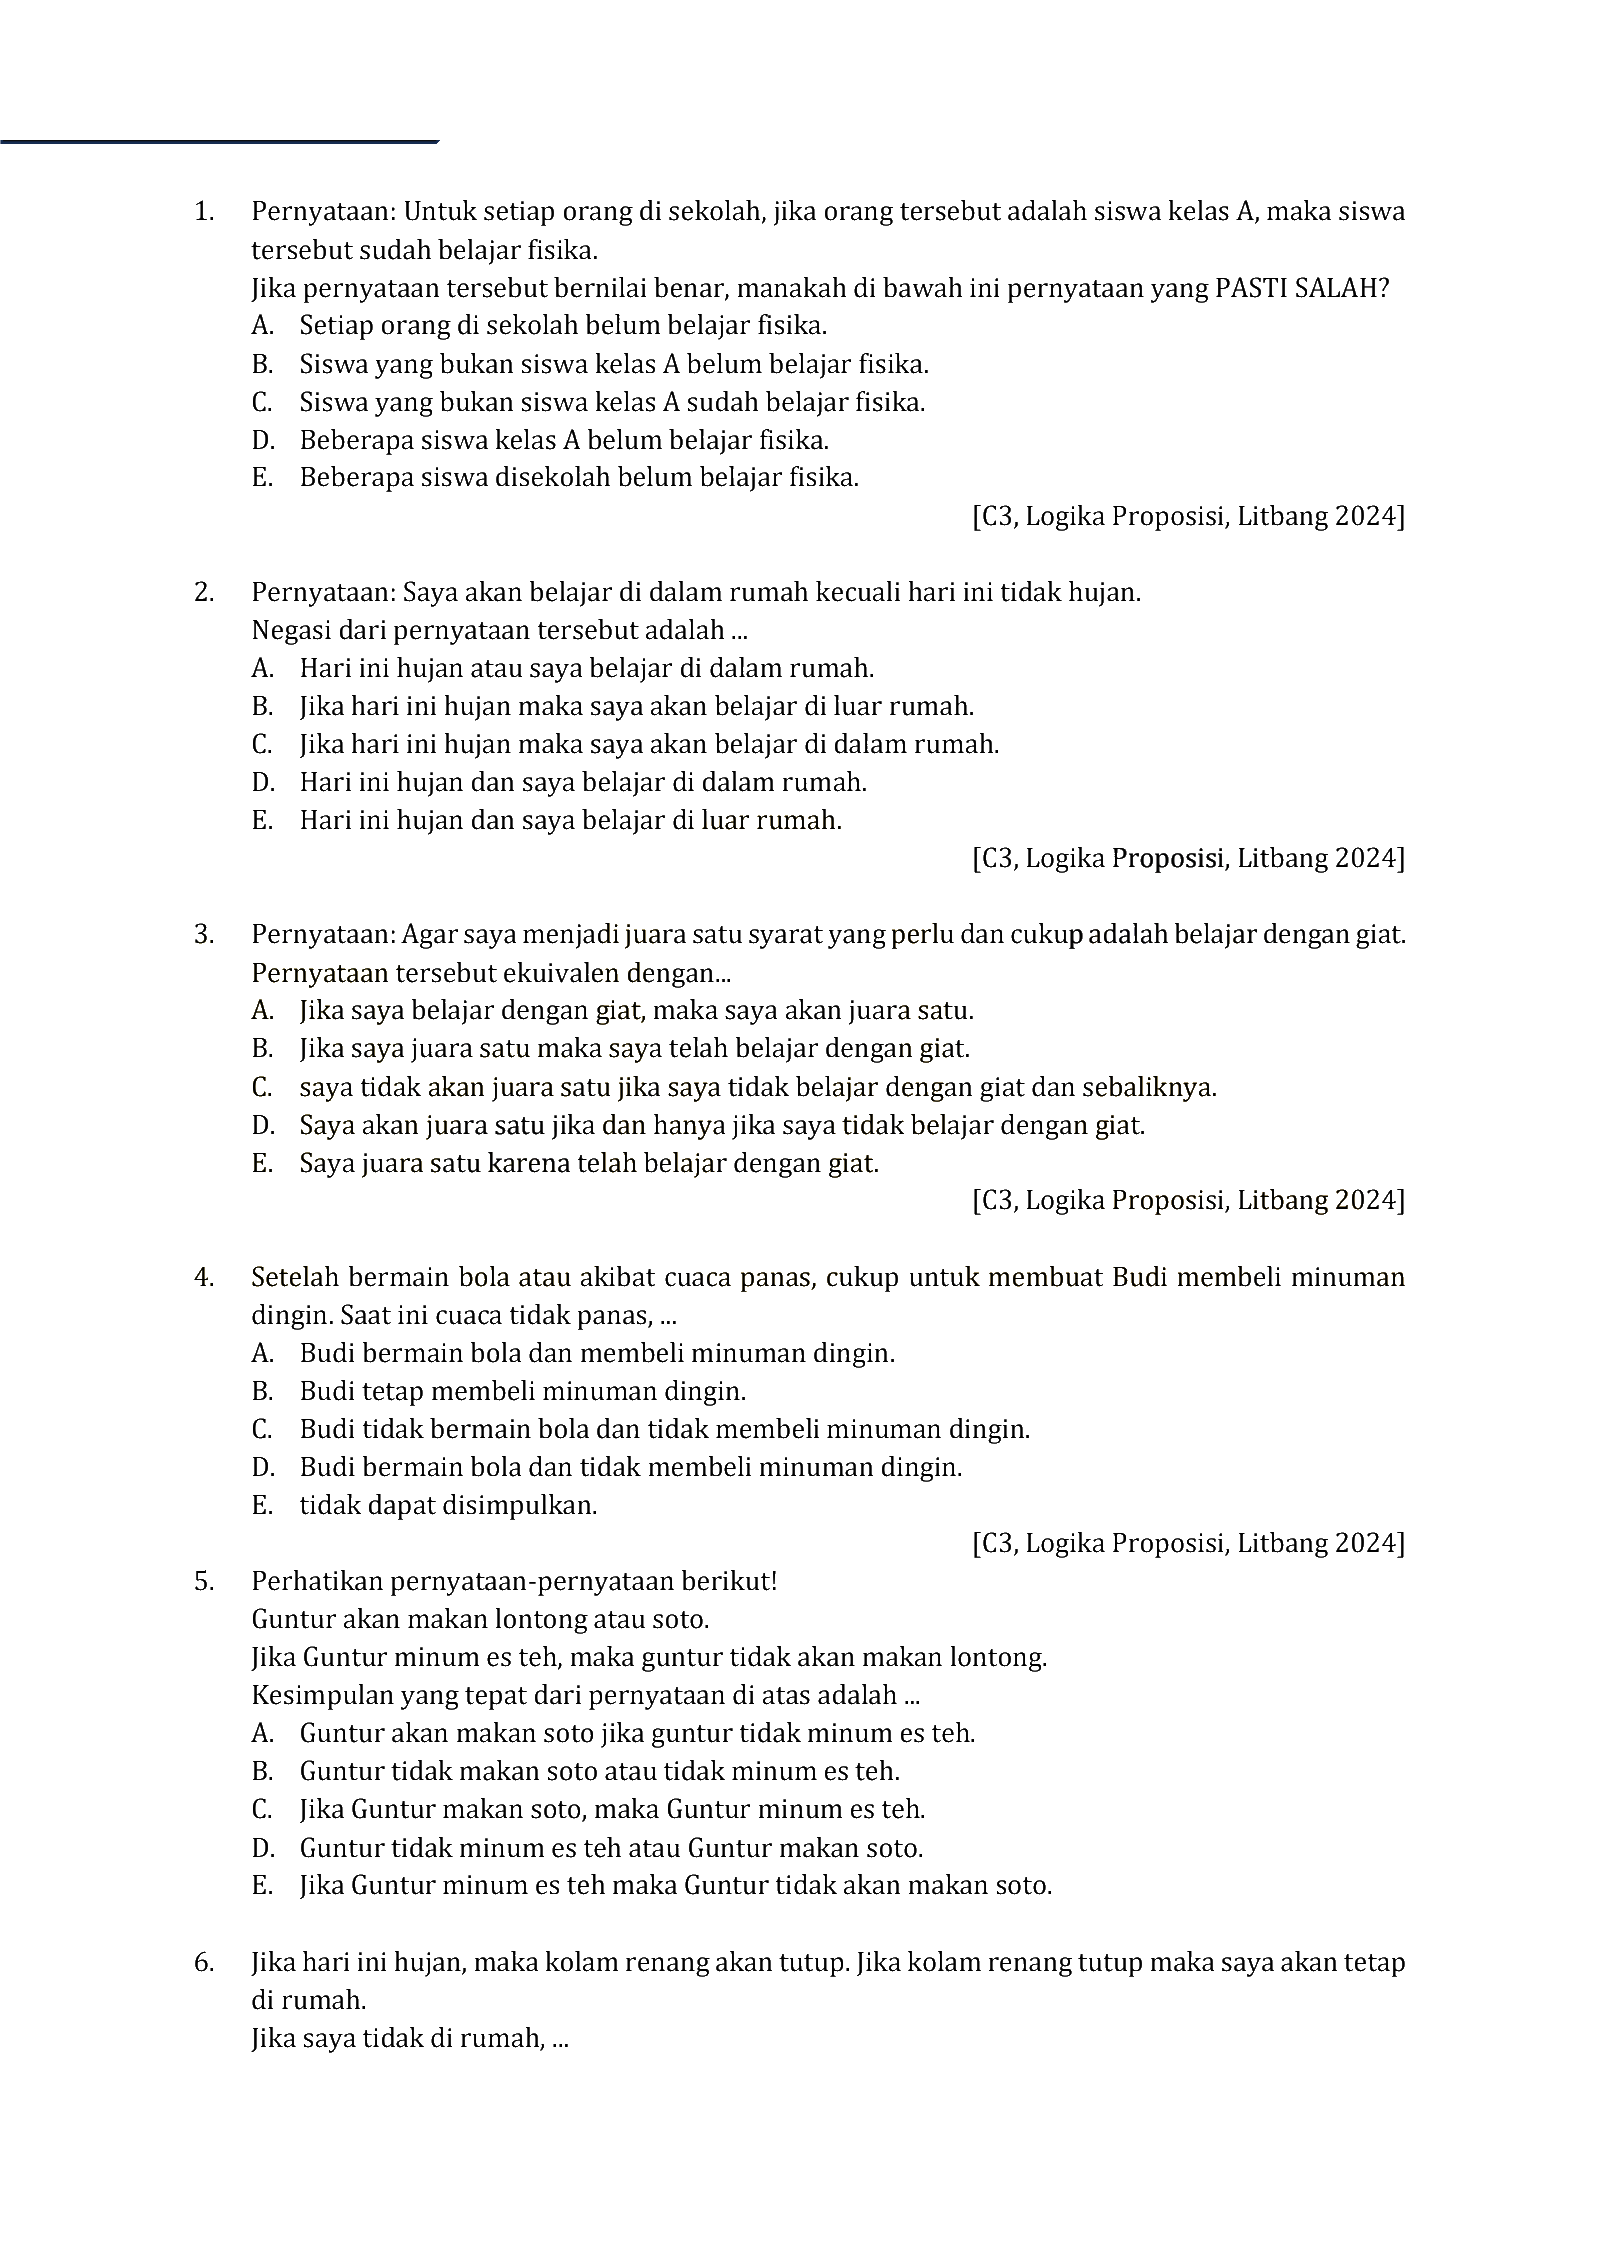 1. Pernyataan: Untuk setiap orang di sekolah, jika orang tersebut adalah siswa kelas A, maka siswa
tersebut sudah belajar fisika.
Jika pernyataan tersebut bernilai benar, manakah di bawah ini pernyataan yang PASTI SALAH?
A. Setiap orang di sekolah belum belajar fisika.
B. Siswa yang bukan siswa kelas A belum belajar fisika.
C. Siswa yang bukan siswa kelas A sudah belajar fisika.
D. Beberapa siswa kelas A belum belajar fisika.
E. Beberapa siswa disekolah belum belajar fisika.
[C3, Logika Proposisi, Litbang 2024]
2. Pernyataan: Saya akan belajar di dalam rumah kecuali hari ini tidak hujan.
Negasi dari pernyataan tersebut adalah ...
A. Hari ini hujan atau saya belajar di dalam rumah.
B. Jika hari ini hujan maka saya akan belajar di luar rumah.
C. Jika hari ini hujan maka saya akan belajar di dalam rumah.
D. Hari ini hujan dan saya belajar di dalam rumah.
E. Hari ini hujan dan saya belajar di luar rumah.
[C3, Logika Proposisi, Litbang 2024]
3. Pernyataan: Agar saya menjadi juara satu syarat yang perlu dan cukup adalah belajar dengan giat.
Pernyataan tersebut ekuivalen dengan...
A. Jika saya belajar dengan giat, maka saya akan juara satu.
B. Jika saya juara satu maka saya telah belajar dengan giat.
C. saya tidak akan juara satu jika saya tidak belajar dengan giat dan sebaliknya.
D. Saya akan juara satu jika dan hanya jika saya tidak belajar dengan giat.
E. Saya juara satu karena telah belajar dengan giat.
[C3, Logika Proposisi, Litbang 2024]
4. Setelah bermain bola atau akibat cuaca panas, cukup untuk membuat Budi membeli minuman
dingin. Saat ini cuaca tidak panas, ...
A. Budi bermain bola dan membeli minuman dingin.
B. Budi tetap membeli minuman dingin.
C. Budi tidak bermain bola dan tidak membeli minuman dingin.
D. Budi bermain bola dan tidak membeli minuman dingin.
E. tidak dapat disimpulkan.
[C3, Logika Proposisi, Litbang 2024]
5. Perhatikan pernyataan-pernyataan berikut!
Guntur akan makan lontong atau soto.
Jika Guntur minum es teh, maka guntur tidak akan makan lontong.
Kesimpulan yang tepat dari pernyataan di atas adalah ...
A. Guntur akan makan soto jika guntur tidak minum es teh.
B. Guntur tidak makan soto atau tidak minum es teh.
C. Jika Guntur makan soto, maka Guntur minum es teh.
D. Guntur tidak minum es teh atau Guntur makan soto.
E. Jika Guntur minum es teh maka Guntur tidak akan makan soto.
6. Jika hari ini hujan, maka kolam renang akan tutup. Jika kolam renang tutup maka saya akan tetap
di rumah.
Jika saya tidak di rumah, ...